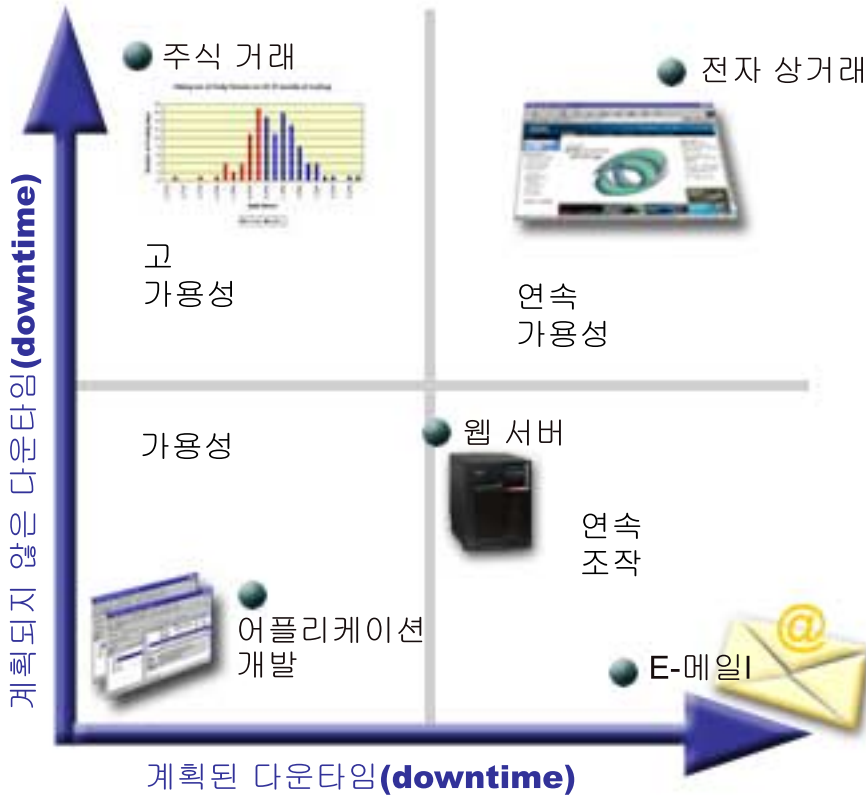 주식 거래
전자 상거래
고
가용성
연속
가용성
가용성
웹 서버
연속
조작
어플리케이션
개발
@
E-메일l
계획되지 않은 다운타임(downtime)
계획된 다운타임(downtime)